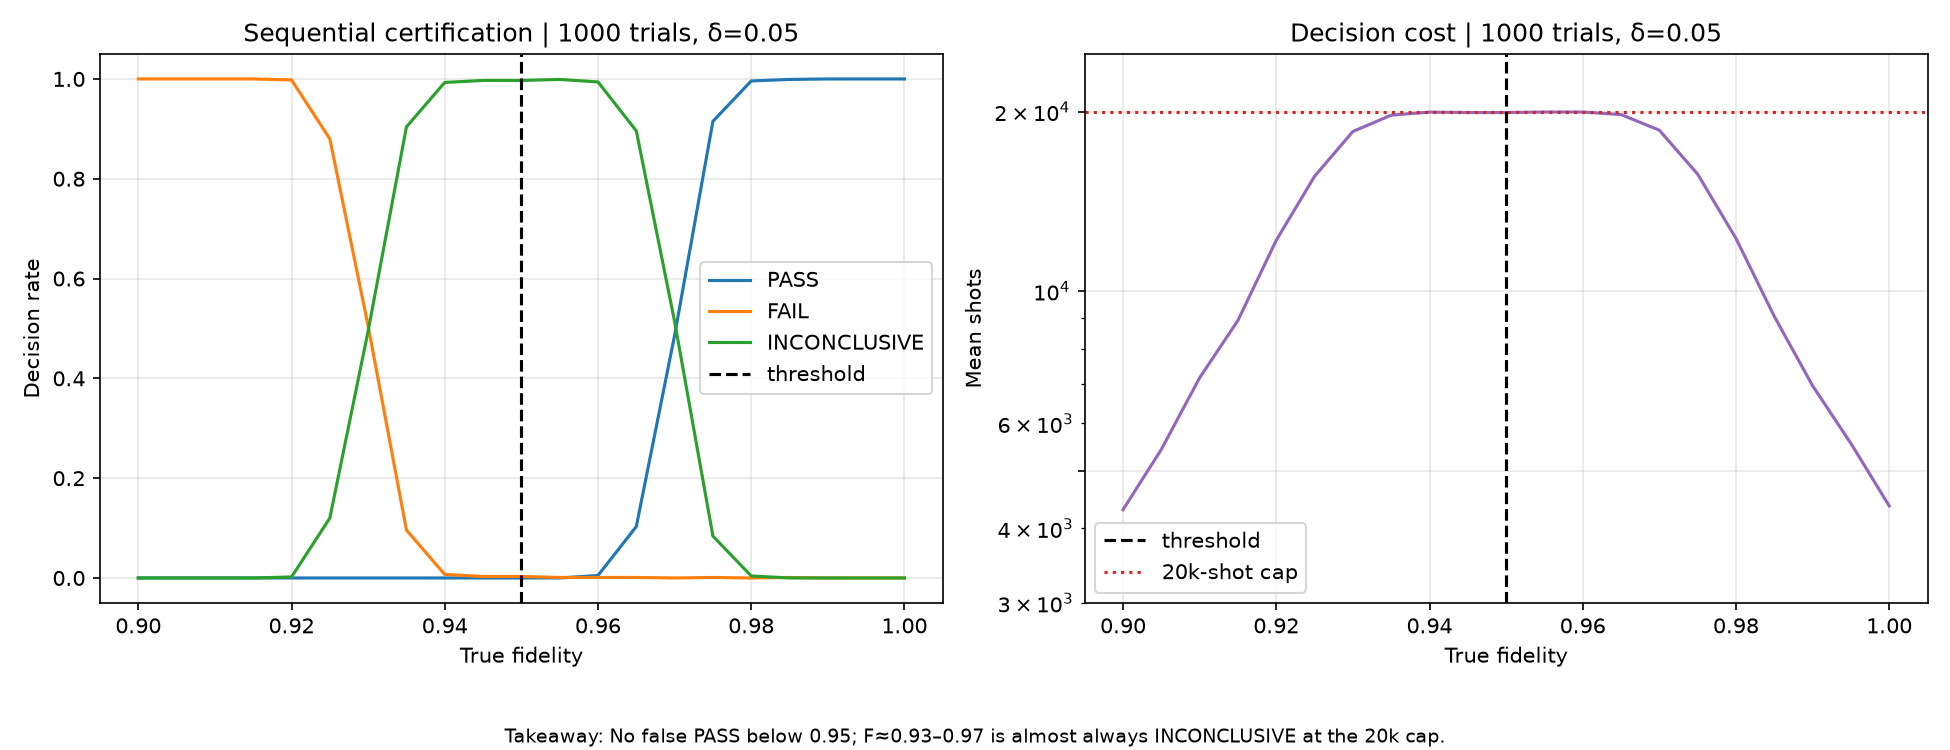 Sequential certification | 1000 trials, δ=0.05
Decision rate
1.0
0.8
0.6
0.4
0.2
0.0
PASS
FAIL
INCONCLUSIVE
threshold
0.90 0.92 0.94 0.96 0.98 1.00
True fidelity
Decision cost | 1000 trials, δ=0.05
Mean shots
2 × 10⁴
10⁴
6 × 10³
4 × 10³
3 × 10³
threshold
20k-shot cap
0.90 0.92 0.94 0.96 0.98 1.00
True fidelity
Takeaway: No false PASS below 0.95; F≈0.93–0.97 is almost always INCONCLUSIVE at the 20k cap.